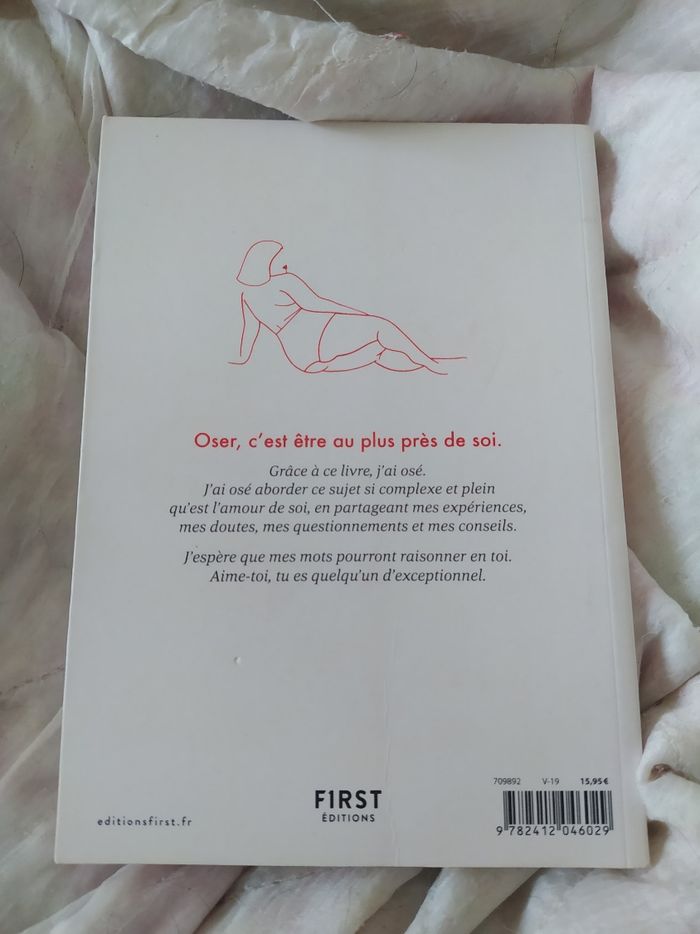 Oser, c'est être au plus près de soi.
Grâce à ce livre, j'ai osé.
J'ai osé aborder ce sujet si complexe et plein
qu'est l'amour de soi, en partageant mes expériences,
mes doutes, mes questionnements et mes conseils.
J'espère que mes mots pourront raisonner en toi.
Aime-toi, tu es quelqu'un d'exceptionnel.
709892 V-19 15,95 €
editionsfirst.fr
F1RST
ÉDITIONS
9 782412 046029